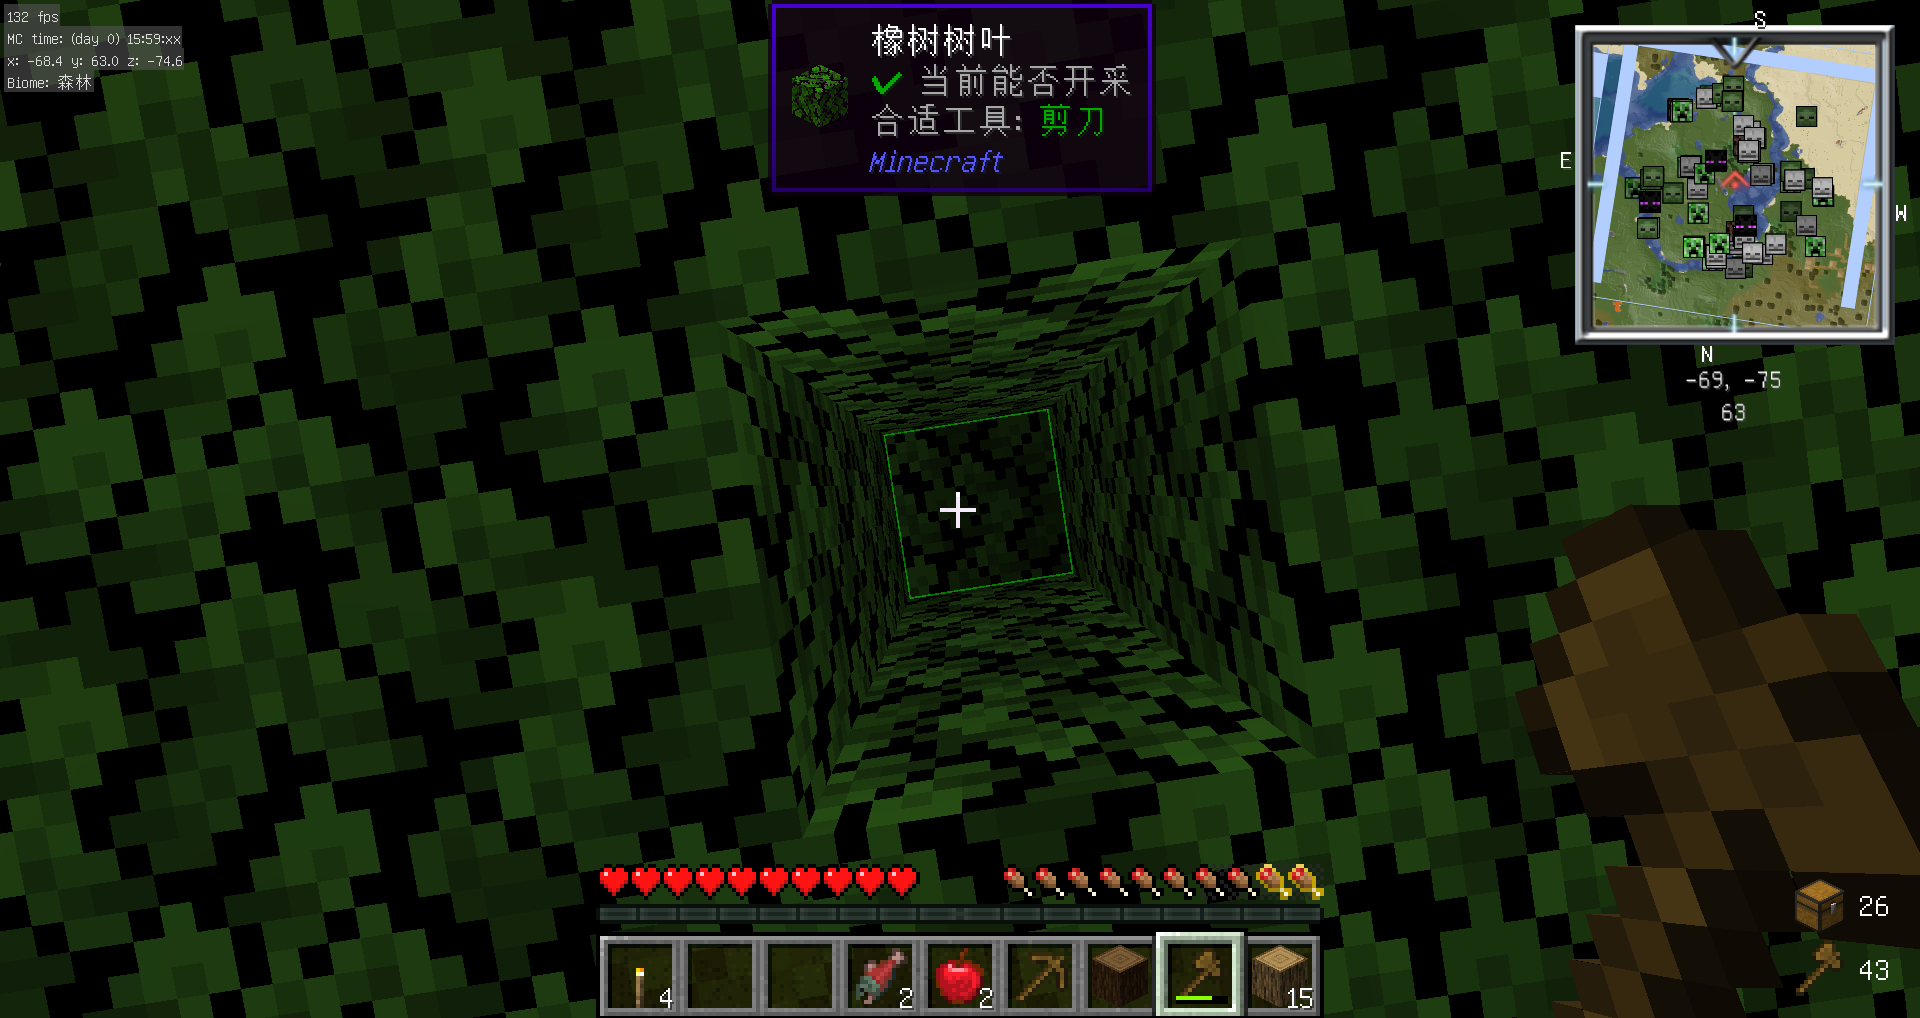 132 fps
MC time: (day 0) 15:59:xx
x: -68.4 y: 63.0 z: -74.6
Biome: 森林
橡树树叶
✔ 当前能否开采
合适工具: 剪刀
Minecraft
S
E
W
N
-69, -75
63
26
43
4
2
2
15